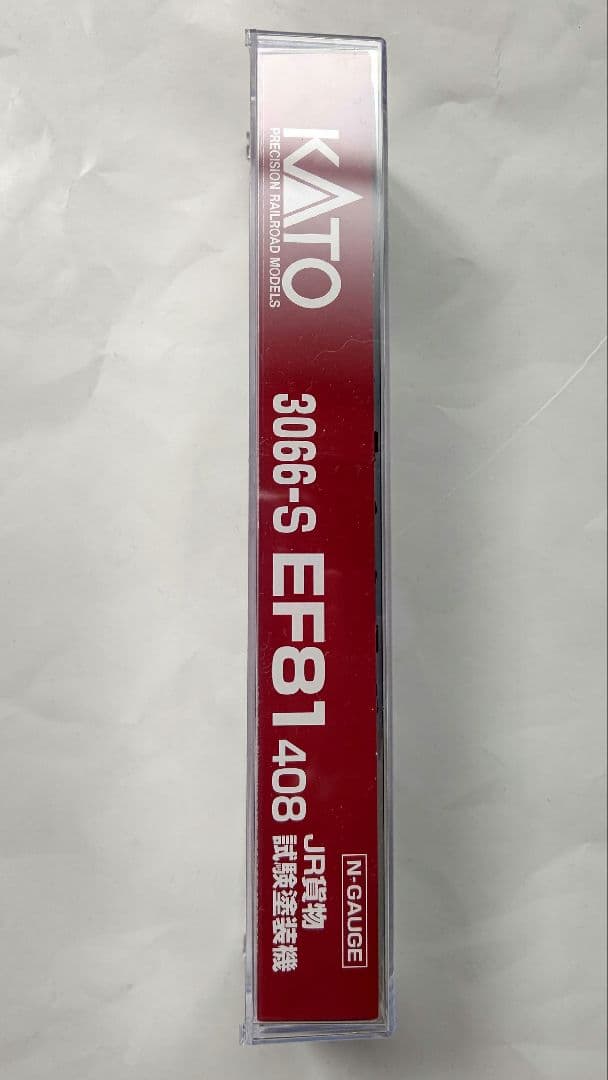 KATO
PRECISION RAILROAD MODELS
3066-S EF81 408 JR貨物
試験塗装機
N-GAUGE